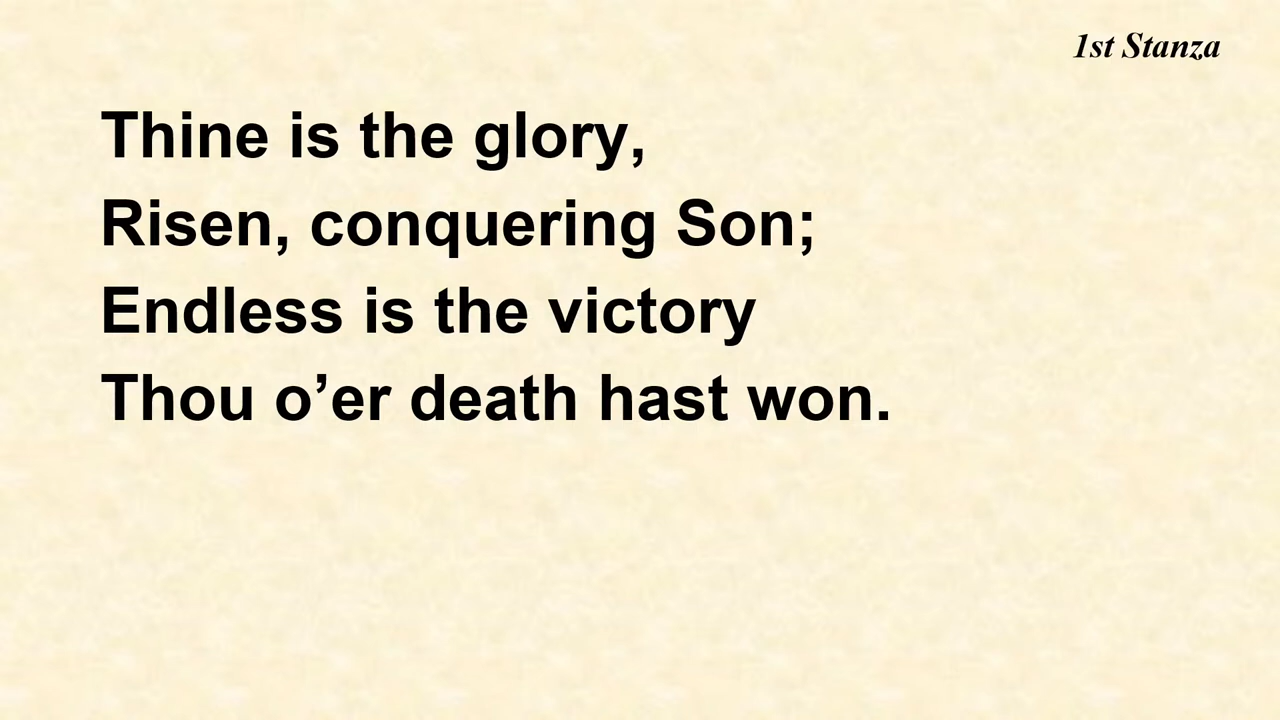 1st Stanza
Thine is the glory,
Risen, conquering Son;
Endless is the victory
Thou o’er death hast won.